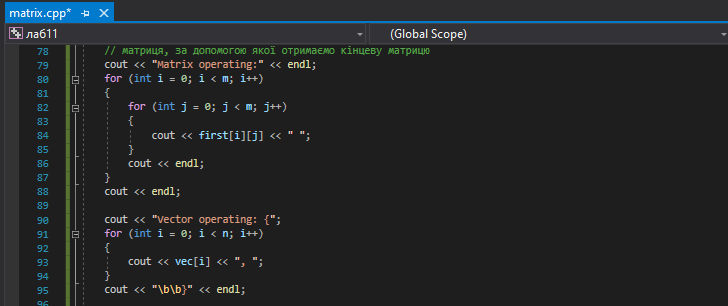 matrix.cpp*
ла611 (Global Scope)
78 // матриця, за допомогою якої отримаємо кінцеву матрицю
79 cout << "Matrix operating:" << endl;
80 for (int i = 0; i < m; i++)
81 {
82 for (int j = 0; j < m; j++)
83 {
84 cout << first[i][j] << " ";
85 }
86 cout << endl;
87 }
88 cout << endl;
89
90 cout << "Vector operating: {";
91 for (int i = 0; i < n; i++)
92 {
93 cout << vec[i] << ", ";
94 }
95 cout << "\b\b}" << endl;
96